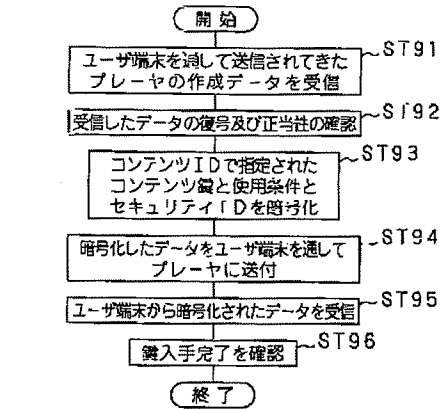 開始
ユーザ端末を通して送信されてきた
プレーヤの作成データを受信
ST91
受信したデータの復号及び正当性の確認
ST92
コンテンツIDで指定された
コンテンツ鍵と使用条件と
セキュリティIDを暗号化
ST93
暗号化したデータをユーザ端末を通して
プレーヤに送付
ST94
ユーザ端末から暗号化されたデータを受信
ST95
鍵入手完了を確認
ST96
終了